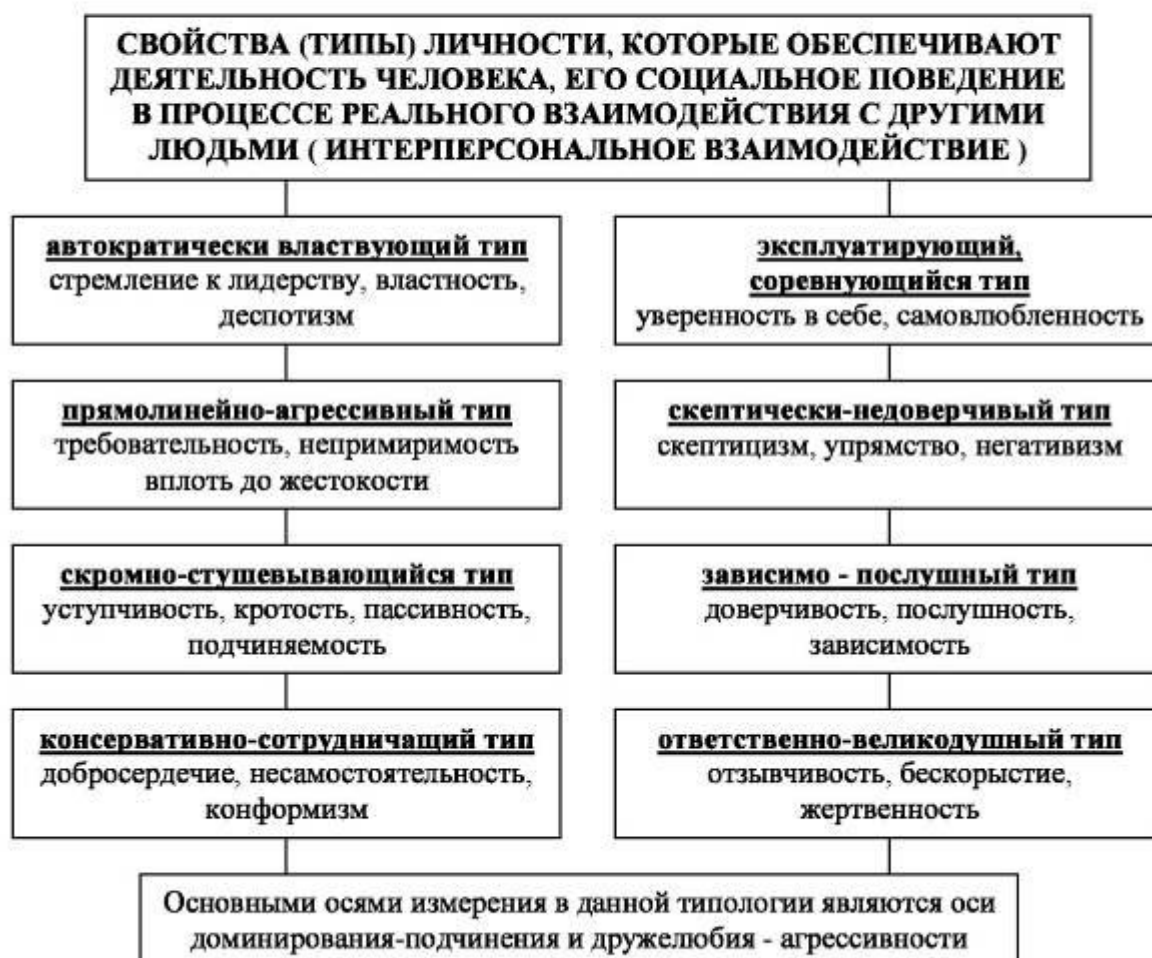 СВОЙСТВА (ТИПЫ) ЛИЧНОСТИ, КОТОРЫЕ ОБЕСПЕЧИВАЮТ
ДЕЯТЕЛЬНОСТЬ ЧЕЛОВЕКА, ЕГО СОЦИАЛЬНОЕ ПОВЕДЕНИЕ
В ПРОЦЕССЕ РЕАЛЬНОГО ВЗАИМОДЕЙСТВИЯ С ДРУГИМИ
ЛЮДЬМИ ( ИНТЕРПЕРСОНАЛЬНОЕ ВЗАИМОДЕЙСТВИЕ )
автократически властвующий тип
стремление к лидерству, властность,
деспотизм
эксплуатирующий,
соревнующийся тип
уверенность в себе, самовлюбленность
прямолинейно-агрессивный тип
требовательность, непримиримость
вплоть до жестокости
скептически-недоверчивый тип
скептицизм, упрямство, негативизм
скромно-стушевывающийся тип
уступчивость, кротость, пассивность,
подчиняемость
зависимо - послушный тип
доверчивость, послушность,
зависимость
консервативно-сотрудничащий тип
добросердечие, несамостоятельность,
конформизм
ответственно-великодушный тип
отзывчивость, бескорыстие,
жертвенность
Основными осями измерения в данной типологии являются оси
доминирования-подчинения и дружелюбия - агрессивности